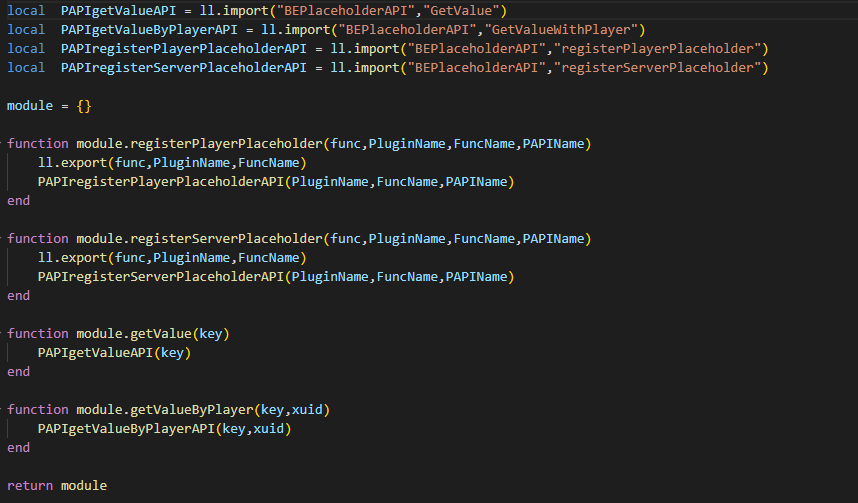 local  PAPIgetValueAPI = ll.import("BEPlaceholderAPI","GetValue")
local  PAPIgetValueByPlayerAPI = ll.import("BEPlaceholderAPI","GetValueWithPlayer")
local  PAPIregisterPlayerPlaceholderAPI = ll.import("BEPlaceholderAPI","registerPlayerPlaceholder")
local  PAPIregisterServerPlaceholderAPI = ll.import("BEPlaceholderAPI","registerServerPlaceholder")
module = {}
function module.registerPlayerPlaceholder(func,PluginName,FuncName,PAPIName)
    ll.export(func,PluginName,FuncName)
    PAPIregisterPlayerPlaceholderAPI(PluginName,FuncName,PAPIName)
end
function module.registerServerPlaceholder(func,PluginName,FuncName,PAPIName)
    ll.export(func,PluginName,FuncName)
    PAPIregisterServerPlaceholderAPI(PluginName,FuncName,PAPIName)
end
function module.getValue(key)
    PAPIgetValueAPI(key)
end
function module.getValueByPlayer(key,xuid)
    PAPIgetValueByPlayerAPI(key,xuid)
end
return module